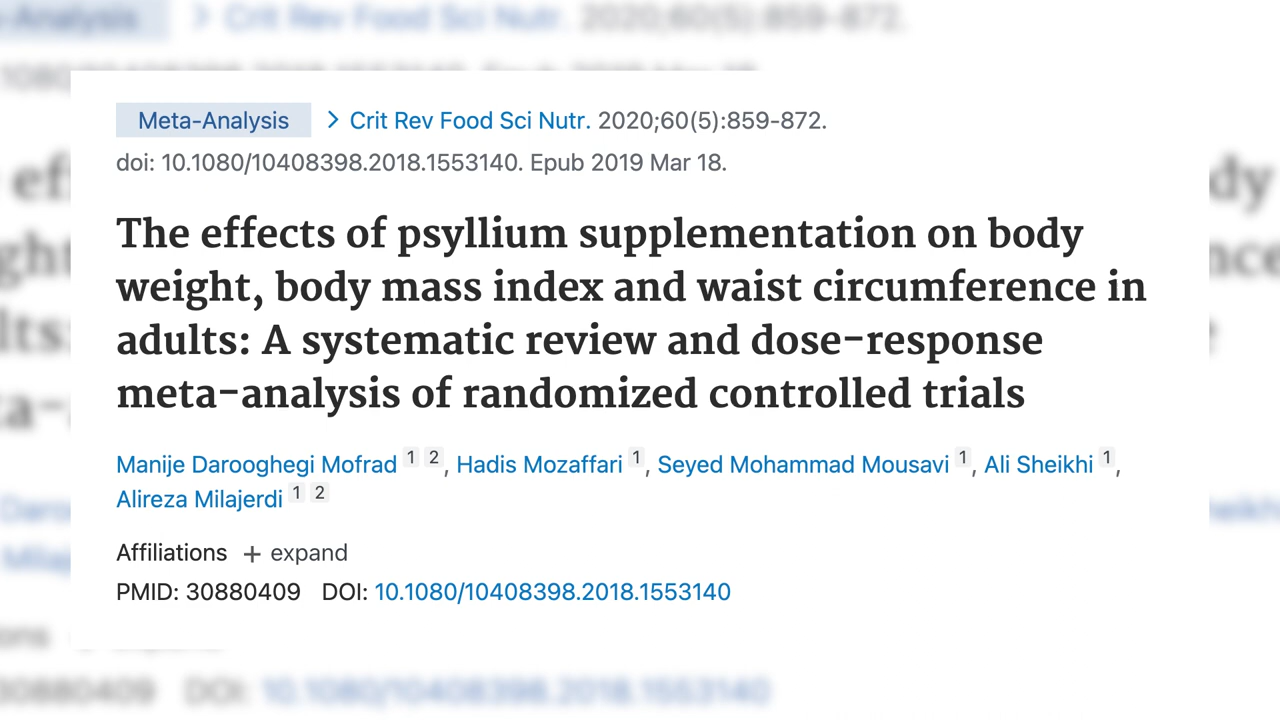 Meta-Analysis > Crit Rev Food Sci Nutr. 2020;60(5):859-872.
doi: 10.1080/10408398.2018.1553140. Epub 2019 Mar 18.
The effects of psyllium supplementation on body
weight, body mass index and waist circumference in
adults: A systematic review and dose-response
meta-analysis of randomized controlled trials
Manije Darooghegi Mofrad 1 2, Hadis Mozaffari 1, Seyed Mohammad Mousavi 1, Ali Sheikhi 1,
Alireza Milajerdi 1 2
Affiliations + expand
PMID: 30880409 DOI: 10.1080/10408398.2018.1553140